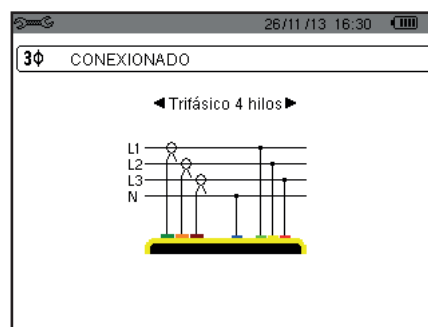 26/11/13 16:30
3Φ CONEXIONADO
◄Trifásico 4 hilos►
L1
L2
L3
N